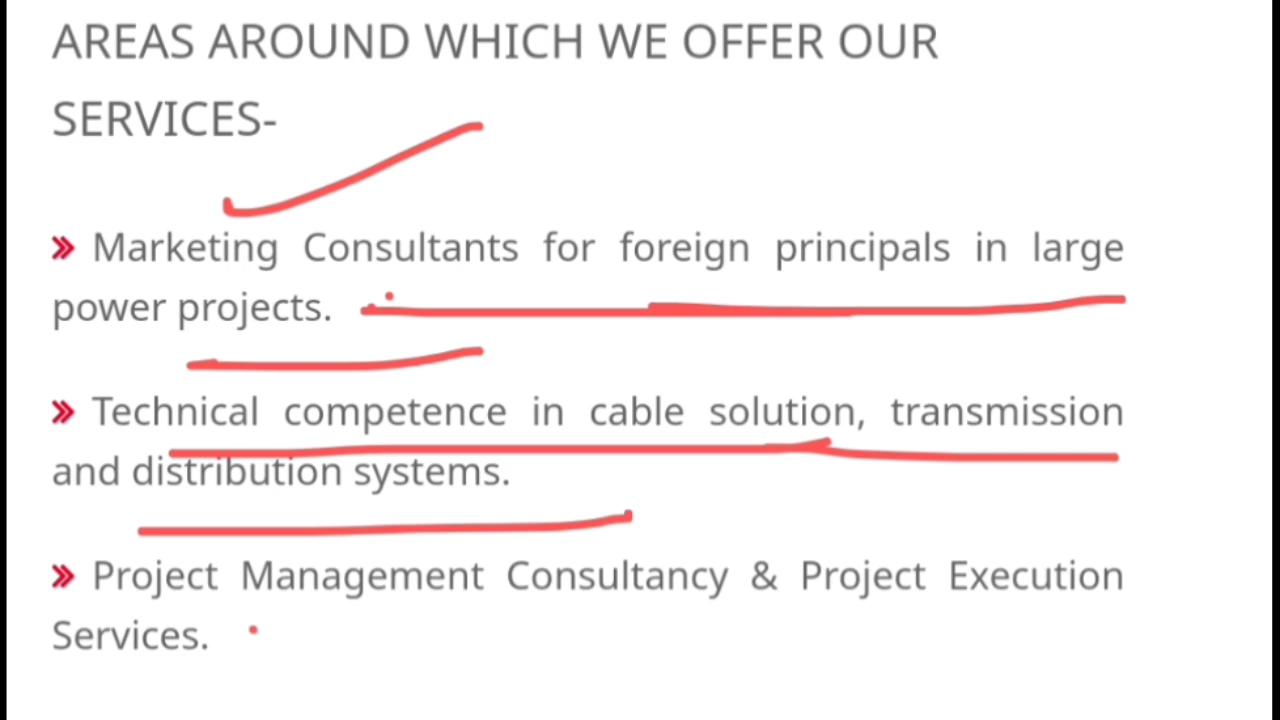 AREAS AROUND WHICH WE OFFER OUR
SERVICES-
» Marketing Consultants for foreign principals in large
power projects.
» Technical competence in cable solution, transmission
and distribution systems.
» Project Management Consultancy & Project Execution
Services.